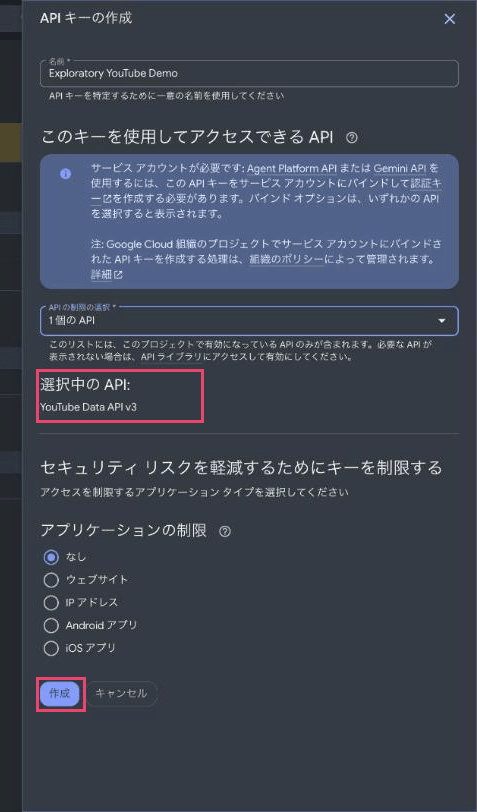 API キーの作成
名前 *
Exploratory YouTube Demo
API キーを特定するために一意の名前を使用してください
このキーを使用してアクセスできる API
サービス アカウントが必要です: Agent Platform API または Gemini API を
使用するには、この API キーをサービス アカウントにバインドして認証キ
ーを作成する必要があります。バインド オプションは、いずれかの API
を選択すると表示されます。
注: Google Cloud 組織のプロジェクトでサービス アカウントにバインドさ
れた API キーを作成する処理は、組織のポリシーによって管理されます。
詳細
API の制限の選択 *
1 個の API
このリストには、このプロジェクトで有効になっている API のみが含まれます。必要な API が
表示されない場合は、API ライブラリにアクセスして有効にしてください。
選択中の API:
YouTube Data API v3
セキュリティ リスクを軽減するためにキーを制限する
アクセスを制限するアプリケーション タイプを選択してください
アプリケーションの制限
なし
ウェブサイト
IP アドレス
Android アプリ
iOS アプリ
作成
キャンセル